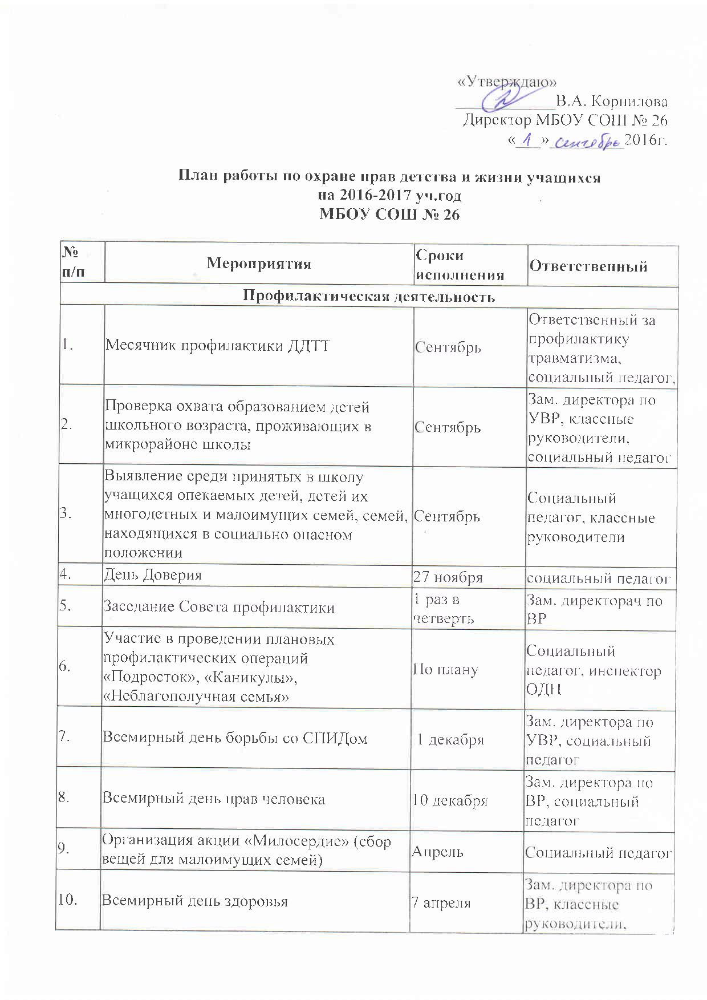 «Утверждаю»
____________В.А. Корнилова
Директор МБОУ СОШ № 26
«_1_»_сентябрь_2016г.
План работы по охране прав детства и жизни учащихся
на 2016-2017 уч.год
МБОУ СОШ № 26
№
п/п
Мероприятия
Сроки
исполнения
Ответственный
Профилактическая деятельность
1.
Месячник профилактики ДДТТ
Сентябрь
Ответственный за
профилактику
травматизма,
социальный педагог,
2.
Проверка охвата образованием детей
школьного возраста, проживающих в
микрорайоне школы
Сентябрь
Зам. директора по
УВР, классные
руководители,
социальный педагог
3.
Выявление среди принятых в школу
учащихся опекаемых детей, детей их
многодетных и малоимущих семей, семей,
находящихся в социально опасном
положении
Сентябрь
Социальный
педагог, классные
руководители
4.
День Доверия
27 ноября
социальный педагог
5.
Заседание Совета профилактики
1 раз в
четверть
Зам. директорач по
ВР
6.
Участие в проведении плановых
профилактических операций
«Подросток», «Каникулы»,
«Неблагополучная семья»
По плану
Социальный
педагог, инспектор
ОДН
7.
Всемирный день борьбы со СПИДом
1 декабря
Зам. директора по
УВР, социальный
педагог
8.
Всемирный день прав человека
10 декабря
Зам. директора по
ВР, социальный
педагог
9.
Организация акции «Милосердие» (сбор
вещей для малоимущих семей)
Апрель
Социальный педагог
10.
Всемирный день здоровья
7 апреля
Зам. директора по
ВР, классные
руководители,